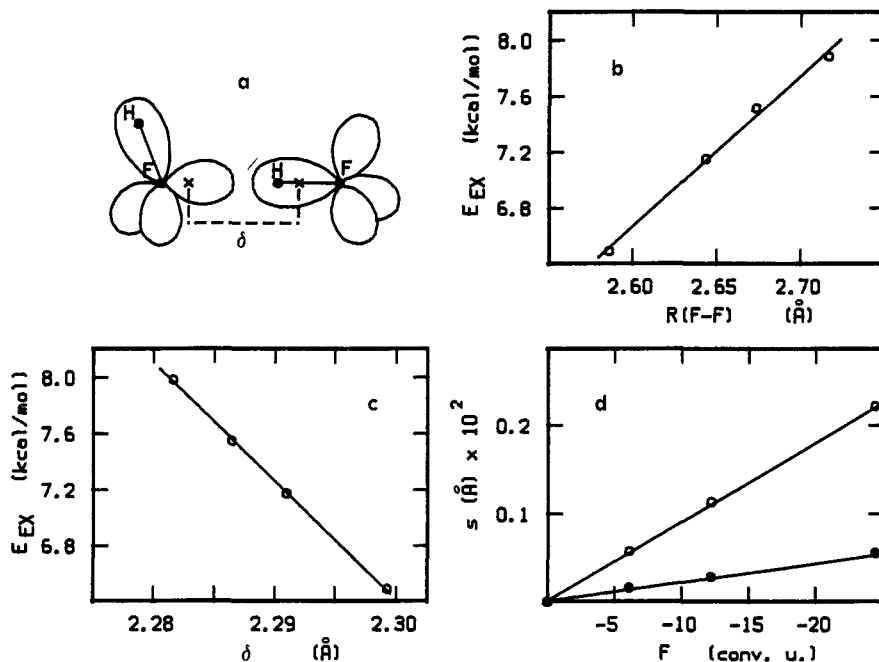 a
H
F
H
F
δ
b
E_EX (kcal/mol)
8.0
7.6
7.2
6.8
2.60 2.65 2.70
R(F-F) (Å)
c
E_EX (kcal/mol)
8.0
7.6
7.2
6.8
2.28 2.29 2.30
δ (Å)
d
s (Å) × 10²
0.2
0.1
-5 -10 -15 -20
F (conv. u.)